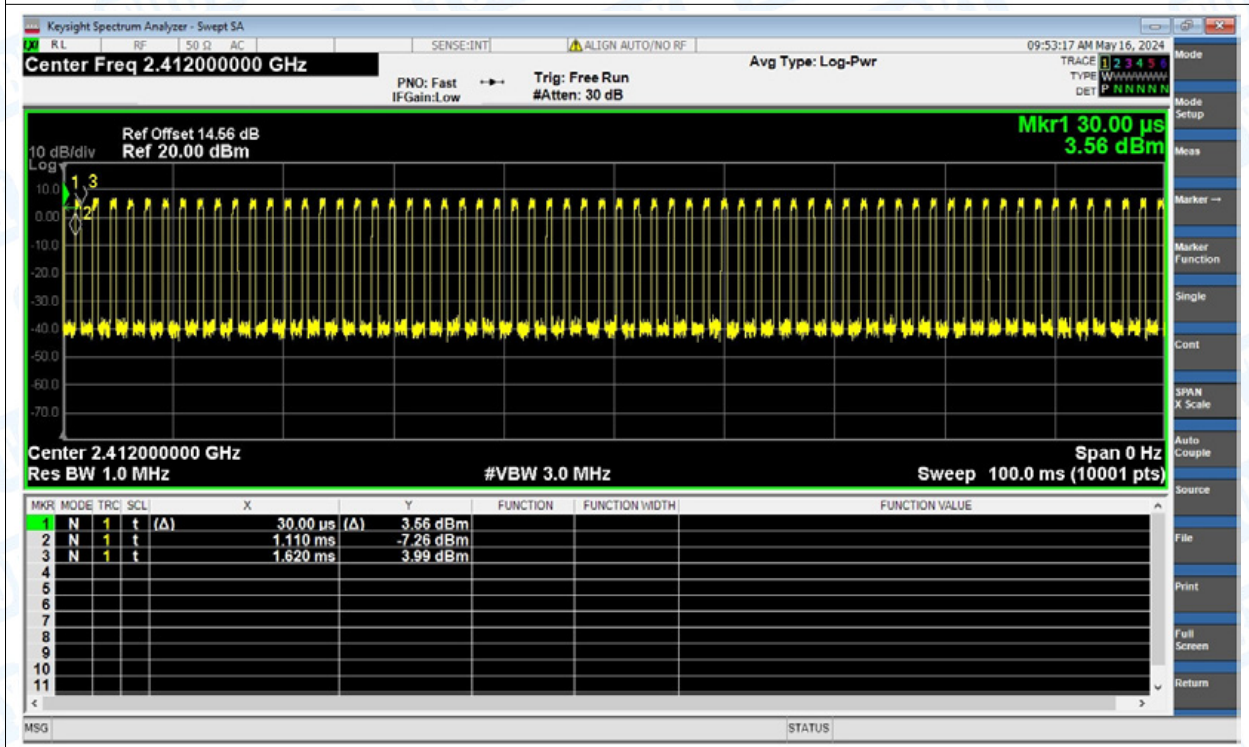 Keysight Spectrum Analyzer - Swept SA
RL RF 50 Ω AC SENSE:INT ALIGN AUTO/NO RF 09:53:17 AM May 16, 2024
Center Freq 2.412000000 GHz
PNO: Fast
IFGain:Low
Trig: Free Run
#Atten: 30 dB
Avg Type: Log-Pwr
TRACE 1 2 3 4 5 6
TYPE W
DET P N N N N N
Ref Offset 14.56 dB
Ref 20.00 dBm
10 dB/div
Log
Mkr1 30.00 µs
3.56 dBm
10.0
0.00
-10.0
-20.0
-30.0
-40.0
-50.0
-60.0
-70.0
1 3
2
Center 2.412000000 GHz
Res BW 1.0 MHz
#VBW 3.0 MHz
Span 0 Hz
Sweep 100.0 ms (10001 pts)
MKR MODE TRC SCL X Y FUNCTION FUNCTION WIDTH FUNCTION VALUE
1 N 1 t (Δ) 30.00 µs (Δ) 3.56 dBm
2 N 1 t 1.110 ms -7.26 dBm
3 N 1 t 1.620 ms 3.99 dBm
4
5
6
7
8
9
10
11
MSG STATUS
Mode
Mode Setup
Meas
Marker →
Marker Function
Single
Cont
SPAN X Scale
Auto Couple
Source
File
Print
Full Screen
Return